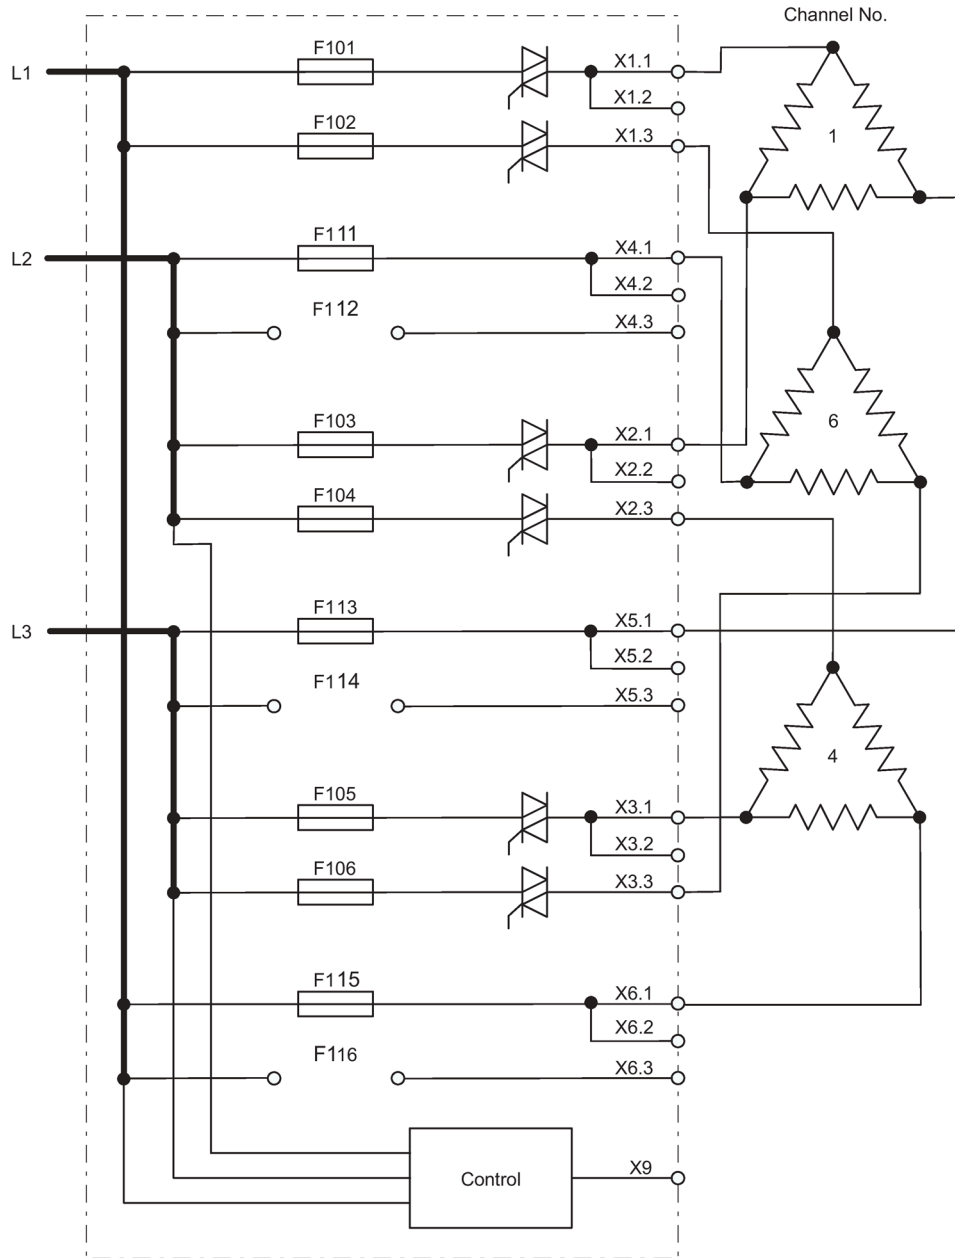 Channel No.
F101
L1
X1.1
X1.2
F102
X1.3
1
F111
L2
X4.1
X4.2
F112
X4.3
F103
X2.1
6
X2.2
F104
X2.3
F113
L3
X5.1
X5.2
F114
X5.3
4
F105
X3.1
X3.2
F106
X3.3
F115
X6.1
X6.2
F116
X6.3
Control
X9